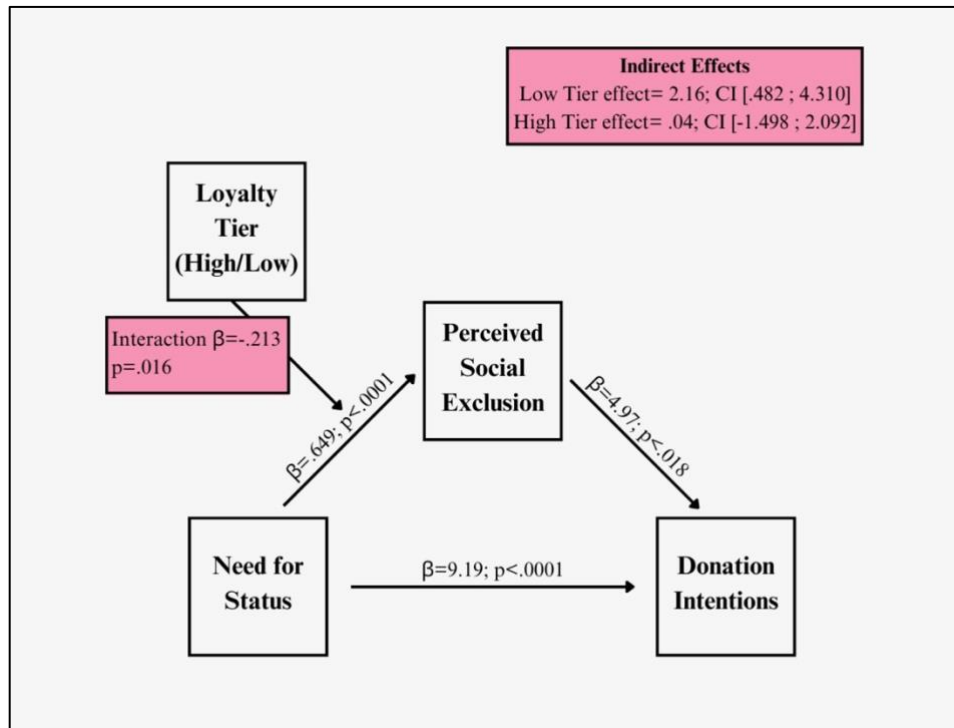 Indirect Effects
Low Tier effect= 2.16; CI [.482 ; 4.310]
High Tier effect= .04; CI [-1.498 ; 2.092]
Loyalty
Tier
(High/Low)
Interaction β=-.213
p=.016
Perceived
Social
Exclusion
β=.649; p<.0001
β=4.97; p<.018
Need for
Status
β=9.19; p<.0001
Donation
Intentions